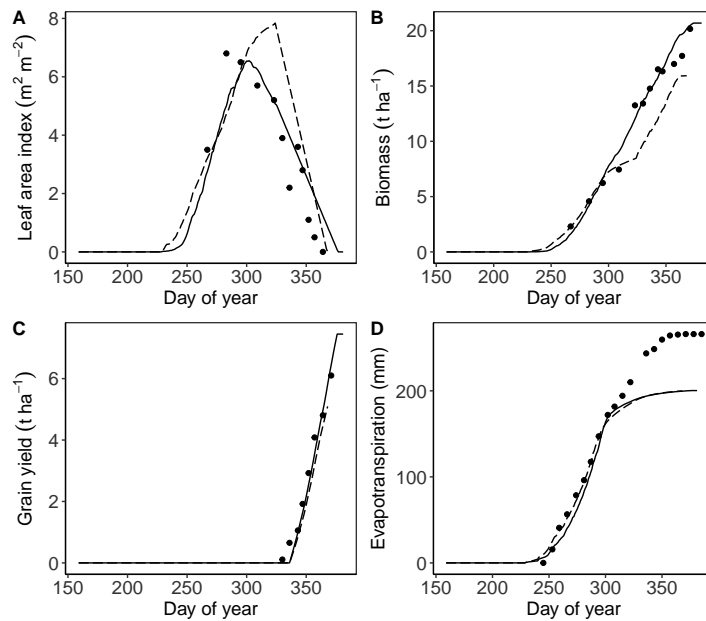 A
Leaf area index (m² m⁻²)
8
6
4
2
0
150 200 250 300 350
Day of year
B
Biomass (t ha⁻¹)
20
15
10
5
0
150 200 250 300 350
Day of year
C
Grain yield (t ha⁻¹)
6
4
2
0
150 200 250 300 350
Day of year
D
Evapotranspiration (mm)
200
100
0
150 200 250 300 350
Day of year